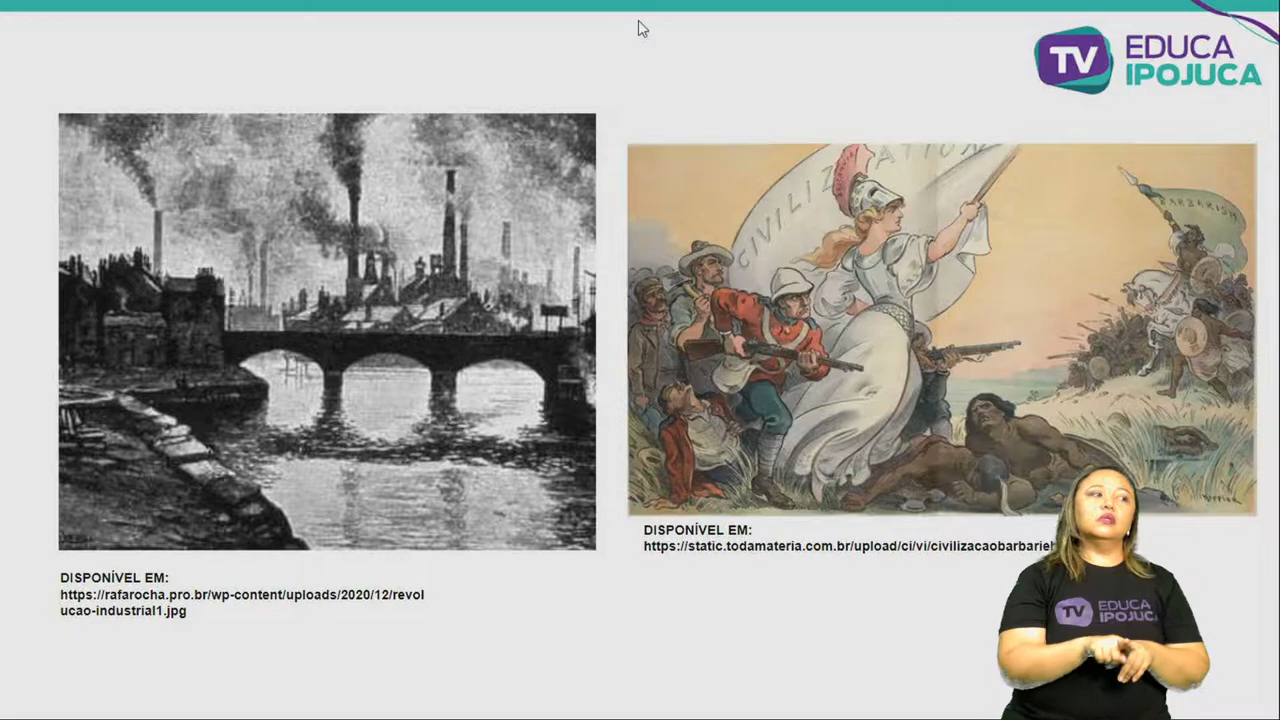 TV EDUCA
IPOJUCA
CIVILIZATION
BARBARISM
DISPONÍVEL EM:
https://static.todamateria.com.br/upload/ci/vi/civilizacaobarbarieb
DISPONÍVEL EM:
https://rafarocha.pro.br/wp-content/uploads/2020/12/revol
ucao-industrial1.jpg
TV EDUCA
IPOJUCA